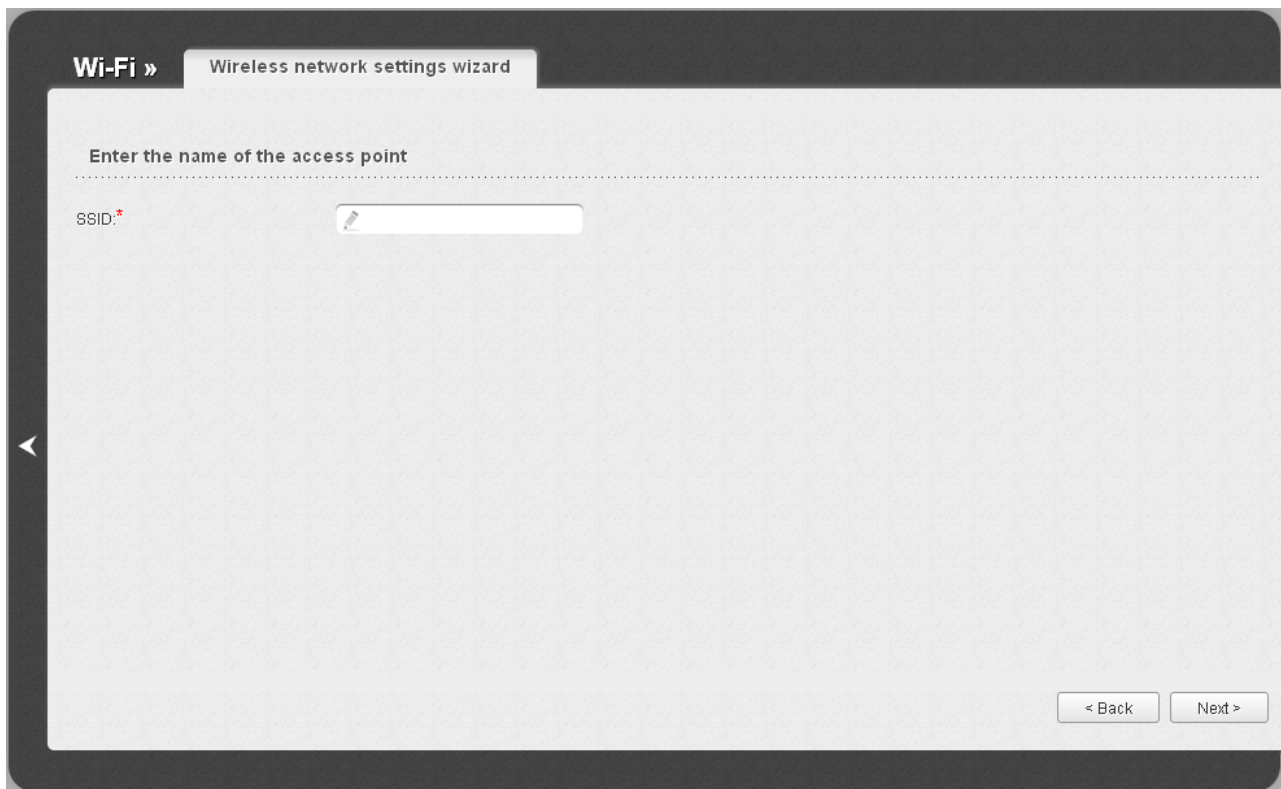 Wi-Fi » Wireless network settings wizard
Enter the name of the access point
SSID:*
< Back Next >